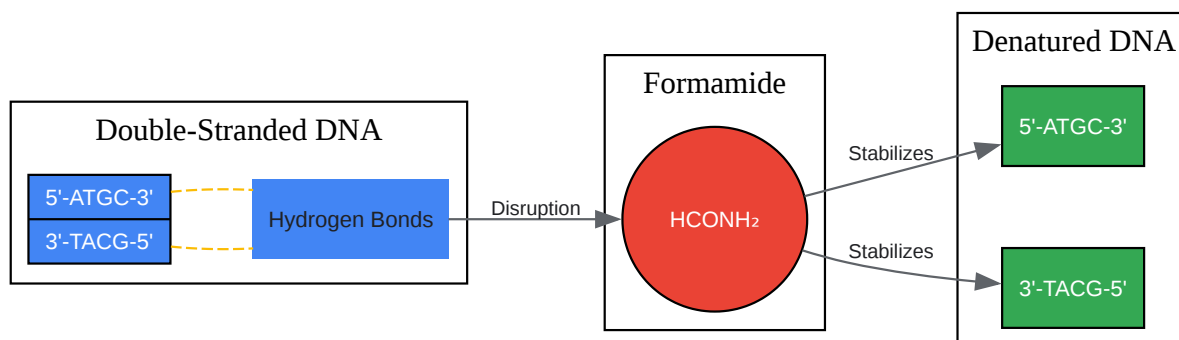 Double-Stranded DNA
5'-ATGC-3'
3'-TACG-5'
Hydrogen Bonds
Disruption
Formamide
HCONH₂
Stabilizes
Stabilizes
Denatured DNA
5'-ATGC-3'
3'-TACG-5'